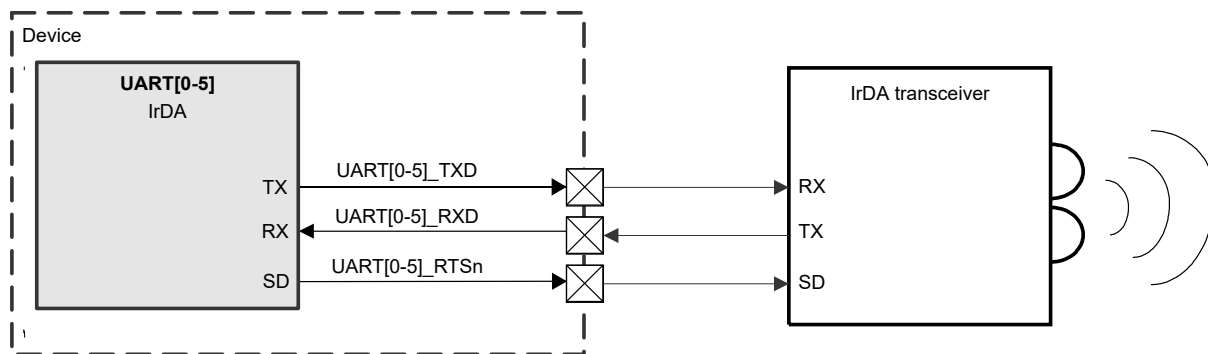 Device
UART[0-5]
IrDA
IrDA transceiver
TX
UART[0-5]_TXD
RX
RX
UART[0-5]_RXD
TX
SD
UART[0-5]_RTSn
SD